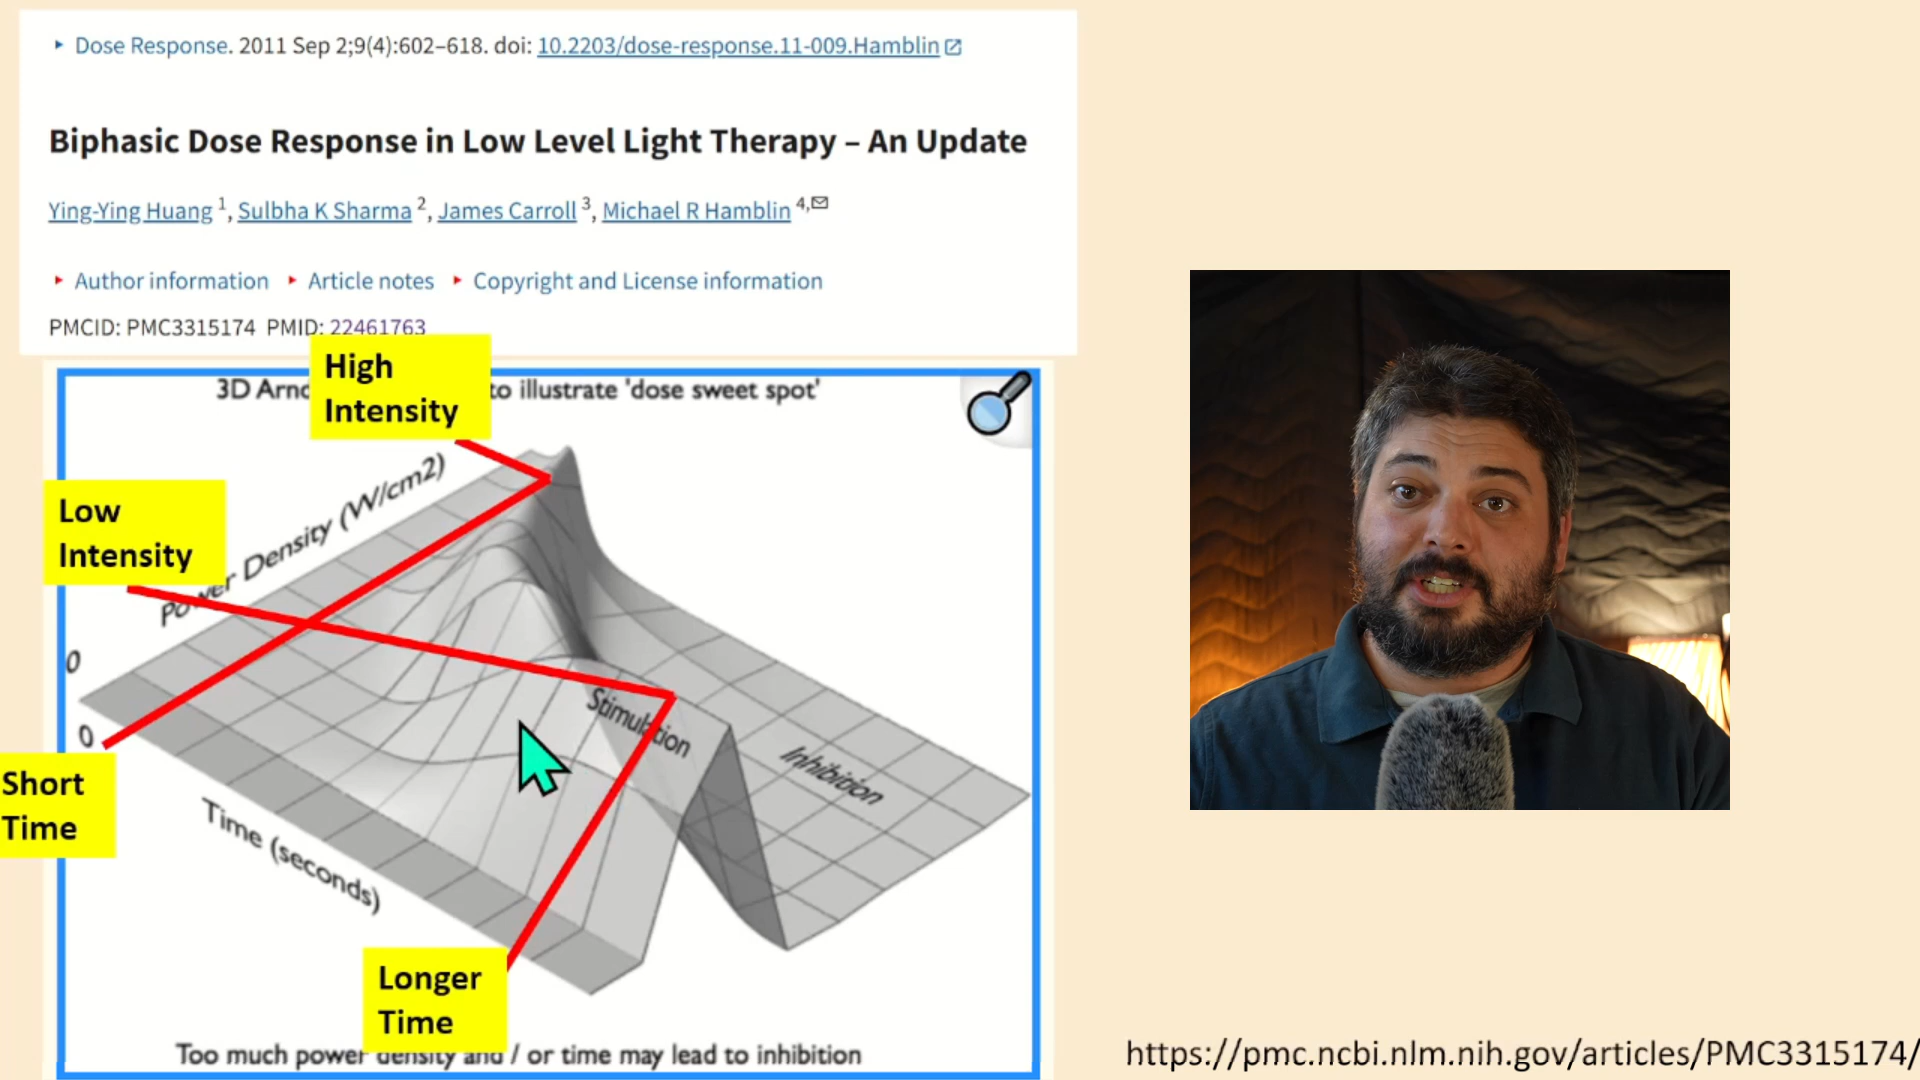 Dose Response. 2011 Sep 2;9(4):602–618. doi: 10.2203/dose-response.11-009.Hamblin
Biphasic Dose Response in Low Level Light Therapy – An Update
Ying-Ying Huang 1, Sulbha K Sharma 2, James Carroll 3, Michael R Hamblin 4,
Author information Article notes Copyright and License information
PMCID: PMC3315174 PMID: 22461763
High
Intensity
3D to illustrate 'dose sweet spot'
Low
Intensity
Power Density (W/cm2)
0
0
Stimulation
Inhibition
Short
Time
Time (seconds)
Longer
Time
Too much power density and / or time may lead to inhibition
https://pmc.ncbi.nlm.nih.gov/articles/PMC3315174/